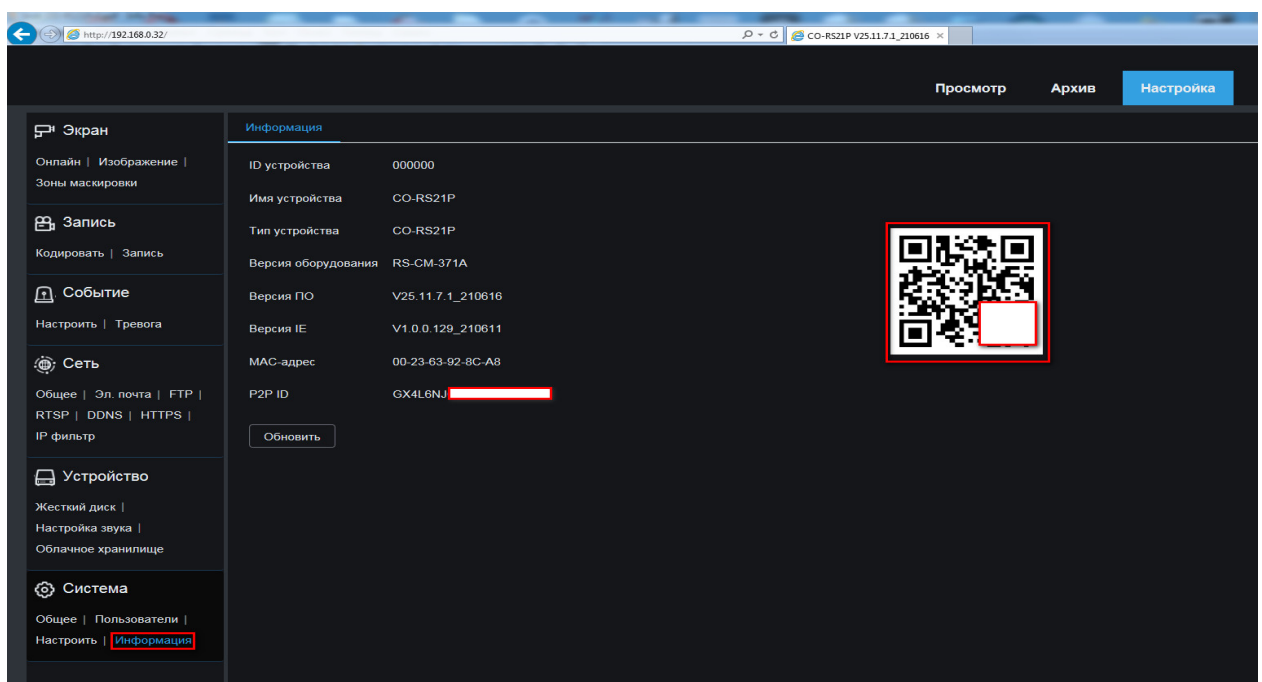 http://192.168.0.32/
CO-RS21P V25.11.7.1_210616
Просмотр Архив Настройка
Экран
Онлайн | Изображение |
Зоны маскировки
Запись
Кодировать | Запись
Событие
Настроить | Тревога
Сеть
Общее | Эл. почта | FTP |
RTSP | DDNS | HTTPS |
IP фильтр
Устройство
Жесткий диск |
Настройка звука |
Облачное хранилище
Система
Общее | Пользователи |
Настроить | Информация
Информация
ID устройства 000000
Имя устройства CO-RS21P
Тип устройства CO-RS21P
Версия оборудования RS-CM-371A
Версия ПО V25.11.7.1_210616
Версия IE V1.0.0.129_210611
MAC-адрес 00-23-63-92-8C-A8
P2P ID GX4L6NJ
Обновить